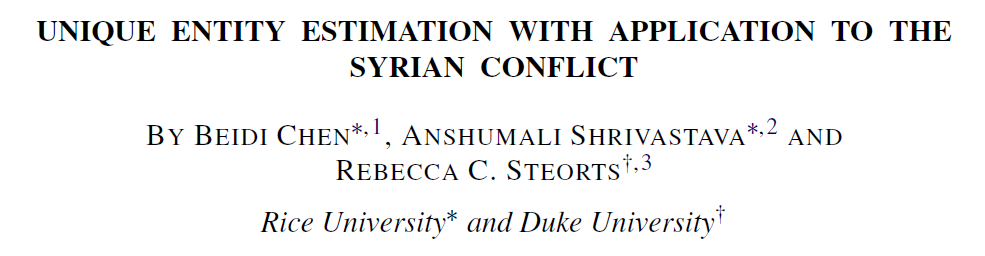 UNIQUE ENTITY ESTIMATION WITH APPLICATION TO THE
SYRIAN CONFLICT
BY BEIDI CHEN*,1, ANSHUMALI SHRIVASTAVA*,2 AND
REBECCA C. STEORTS†,3
Rice University* and Duke University†